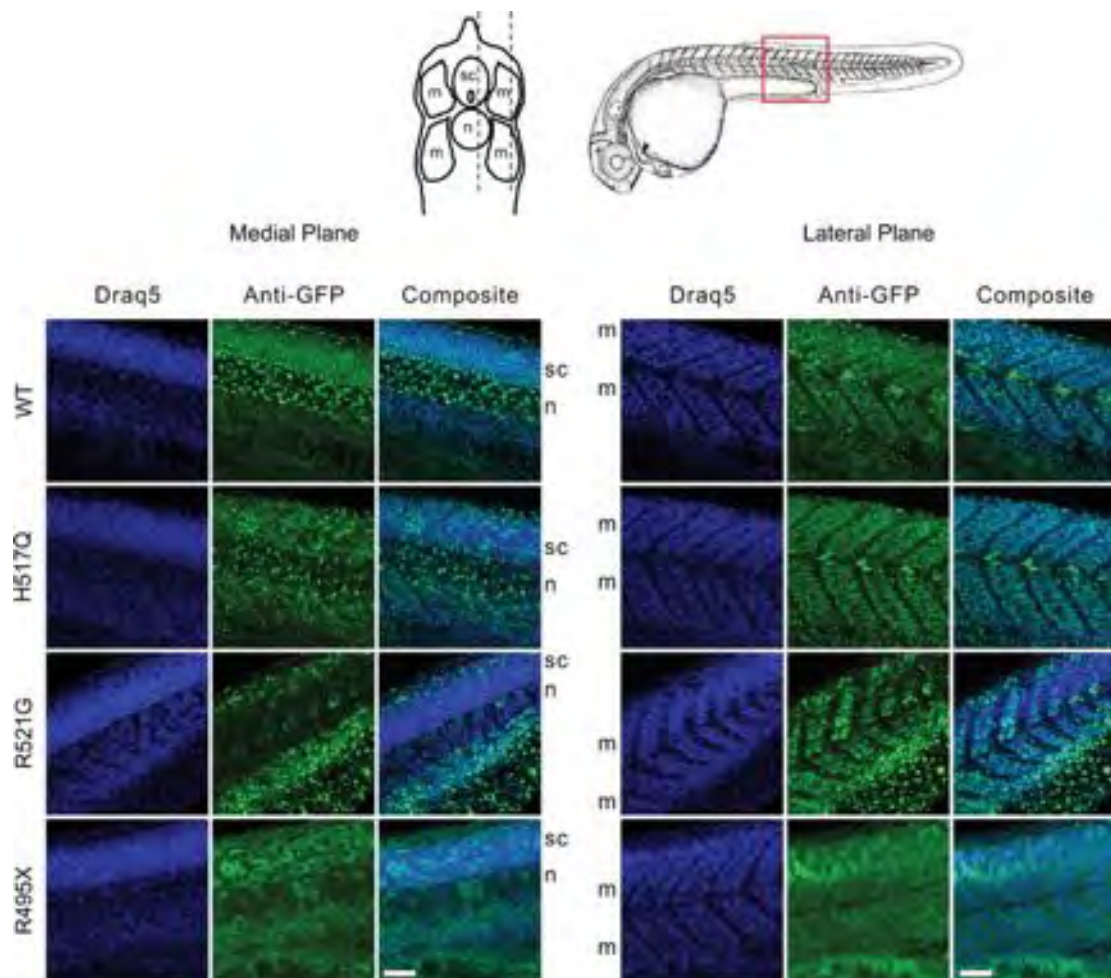 sc
m m
n
m m
Medial Plane Lateral Plane
Draq5 Anti-GFP Composite Draq5 Anti-GFP Composite
WT sc n m m
H517Q sc n m m
R521G sc n m m
R495X sc n m m